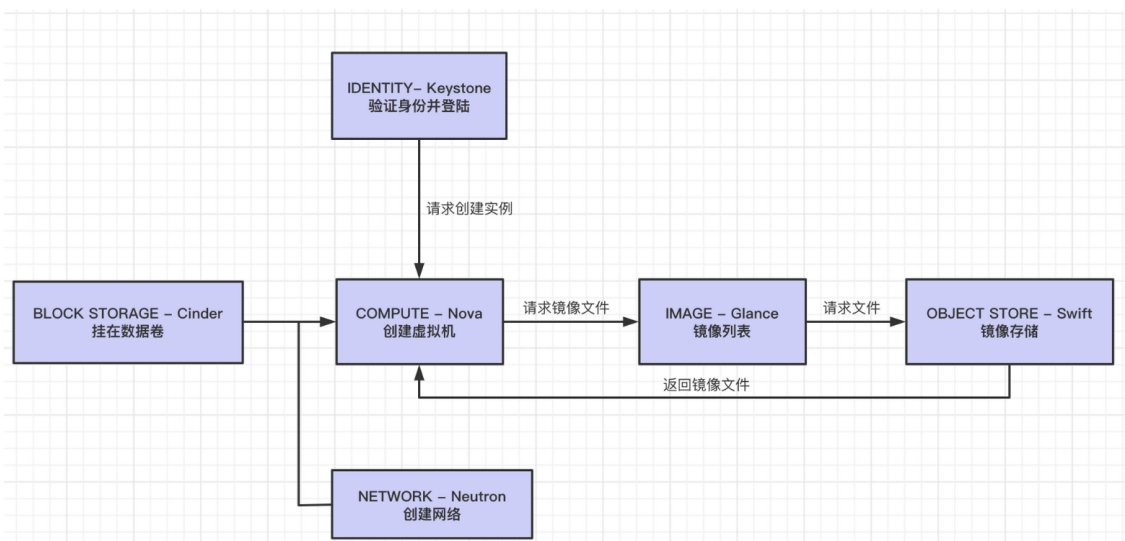 IDENTITY- Keystone
验证身份并登陆
请求创建实例
BLOCK STORAGE - Cinder
挂在数据卷
COMPUTE - Nova
创建虚拟机
请求镜像文件
IMAGE - Glance
镜像列表
请求文件
OBJECT STORE - Swift
镜像存储
返回镜像文件
NETWORK - Neutron
创建网络